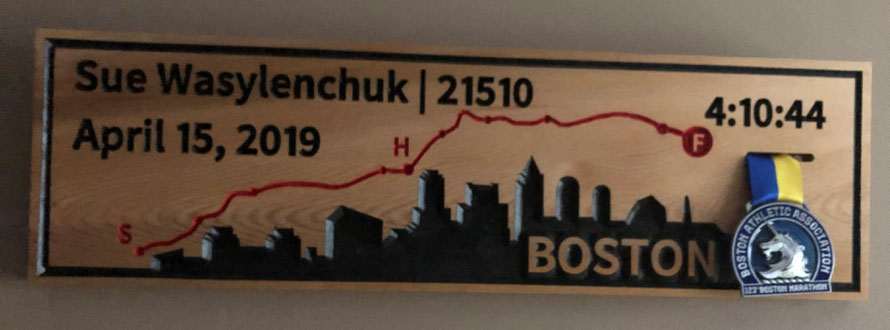 Sue Wasylenchuk | 21510
4:10:44
April 15, 2019
H
F
S
BOSTON
BOSTON ATHLETIC ASSOCIATION
123RD BOSTON MARATHON